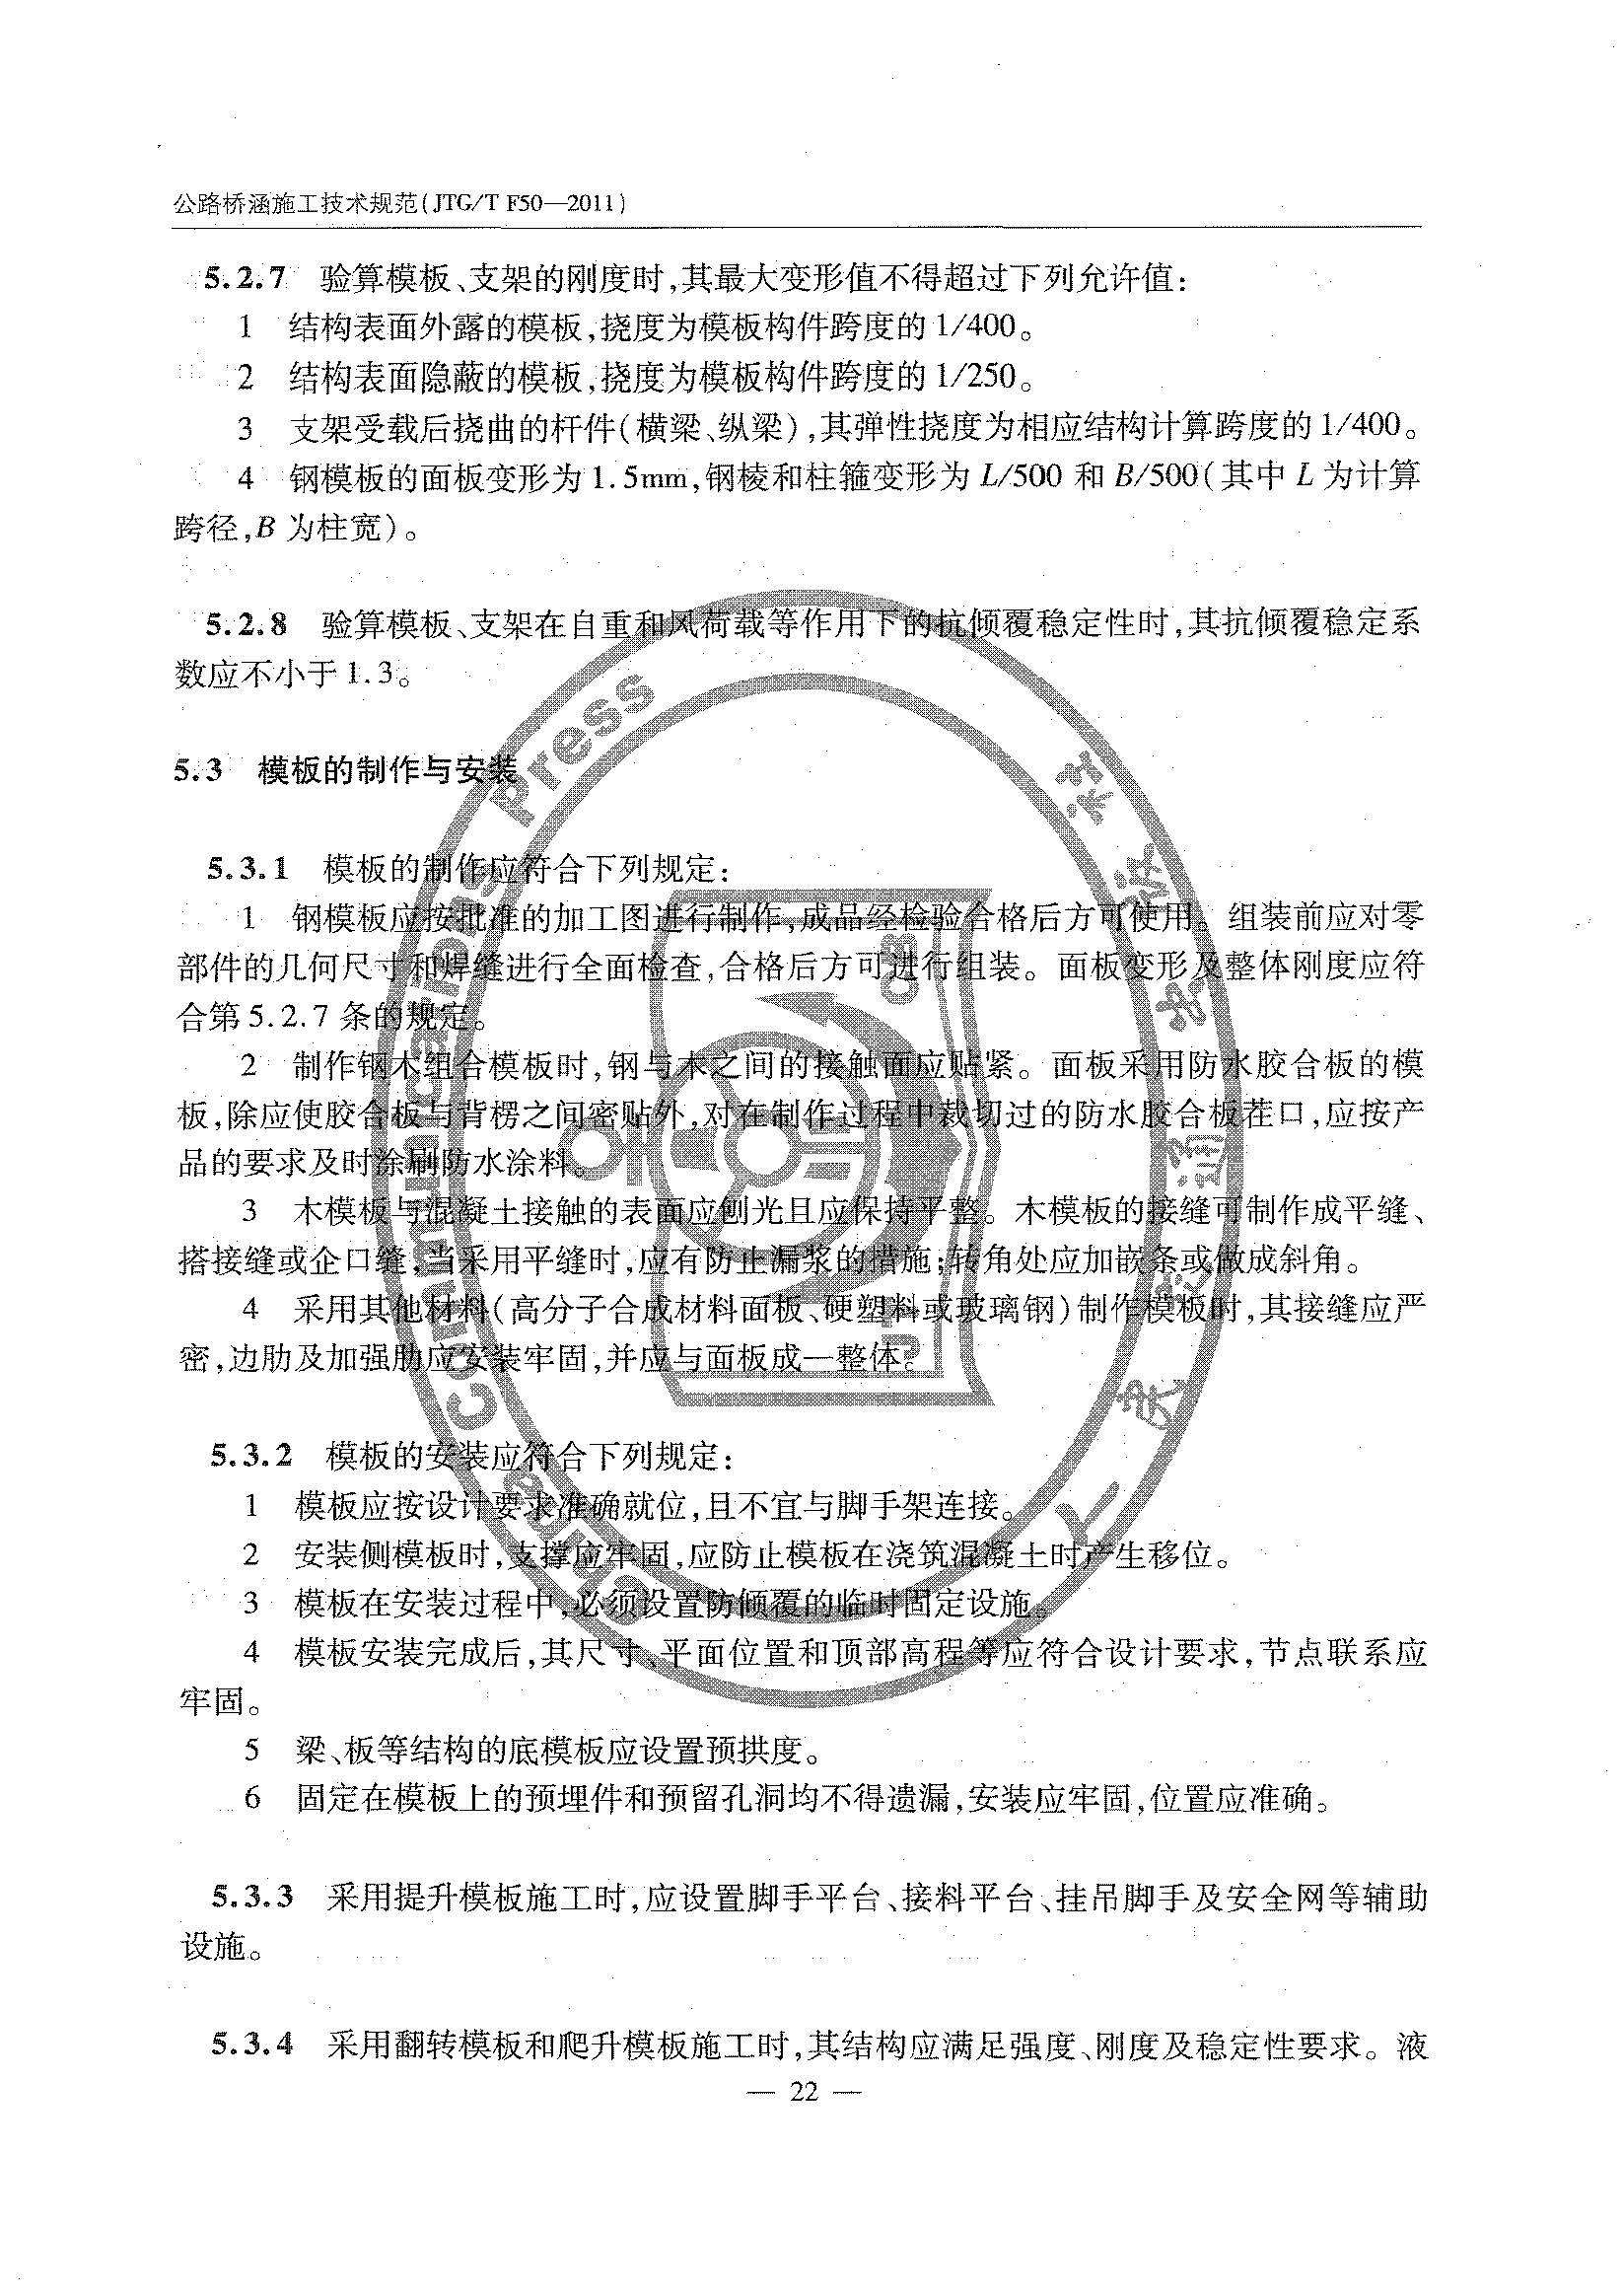 公路桥涵施工技术规范(JTG/T F50—2011)
5.2.7 验算模板、支架的刚度时,其最大变形值不得超过下列允许值:
1 结构表面外露的模板,挠度为模板构件跨度的1/400。
2 结构表面隐蔽的模板,挠度为模板构件跨度的1/250。
3 支架受载后挠曲的杆件(横梁、纵梁),其弹性挠度为相应结构计算跨度的1/400。
4 钢模板的面板变形为1.5mm,钢棱和柱箍变形为L/500和B/500(其中L为计算
跨径,B为柱宽)。
5.2.8 验算模板、支架在自重和风荷载等作用下的抗倾覆稳定性时,其抗倾覆稳定系
数应不小于1.3。
5.3 模板的制作与安装
5.3.1 模板的制作应符合下列规定:
1 钢模板应按批准的加工图进行制作,成品经检验合格后方可使用。组装前应对零
部件的几何尺寸和焊缝进行全面检查,合格后方可进行组装。面板变形及整体刚度应符
合第5.2.7条的规定。
2 制作钢木组合模板时,钢与木之间的接触面应贴紧。面板采用防水胶合板的模
板,除应使胶合板与背楞之间密贴外,对在制作过程中裁切过的防水胶合板茬口,应按产
品的要求及时涂刷防水涂料。
3 木模板与混凝土接触的表面应刨光且应保持平整。木模板的接缝可制作成平缝、
搭接缝或企口缝,当采用平缝时,应有防止漏浆的措施;转角处应加嵌条或做成斜角。
4 采用其他材料(高分子合成材料面板、硬塑料或玻璃钢)制作模板时,其接缝应严
密,边肋及加强肋应安装牢固,并应与面板成一整体。
5.3.2 模板的安装应符合下列规定:
1 模板应按设计要求准确就位,且不宜与脚手架连接。
2 安装侧模板时,支撑应牢固,应防止模板在浇筑混凝土时产生移位。
3 模板在安装过程中,必须设置防倾覆的临时固定设施。
4 模板安装完成后,其尺寸、平面位置和顶部高程等应符合设计要求,节点联系应
牢固。
5 梁、板等结构的底模板应设置预拱度。
6 固定在模板上的预埋件和预留孔洞均不得遗漏,安装应牢固,位置应准确。
5.3.3 采用提升模板施工时,应设置脚手平台、接料平台、挂吊脚手及安全网等辅助
设施。
5.3.4 采用翻转模板和爬升模板施工时,其结构应满足强度、刚度及稳定性要求。液
— 22 —
China Communications Press
人民交通出版社